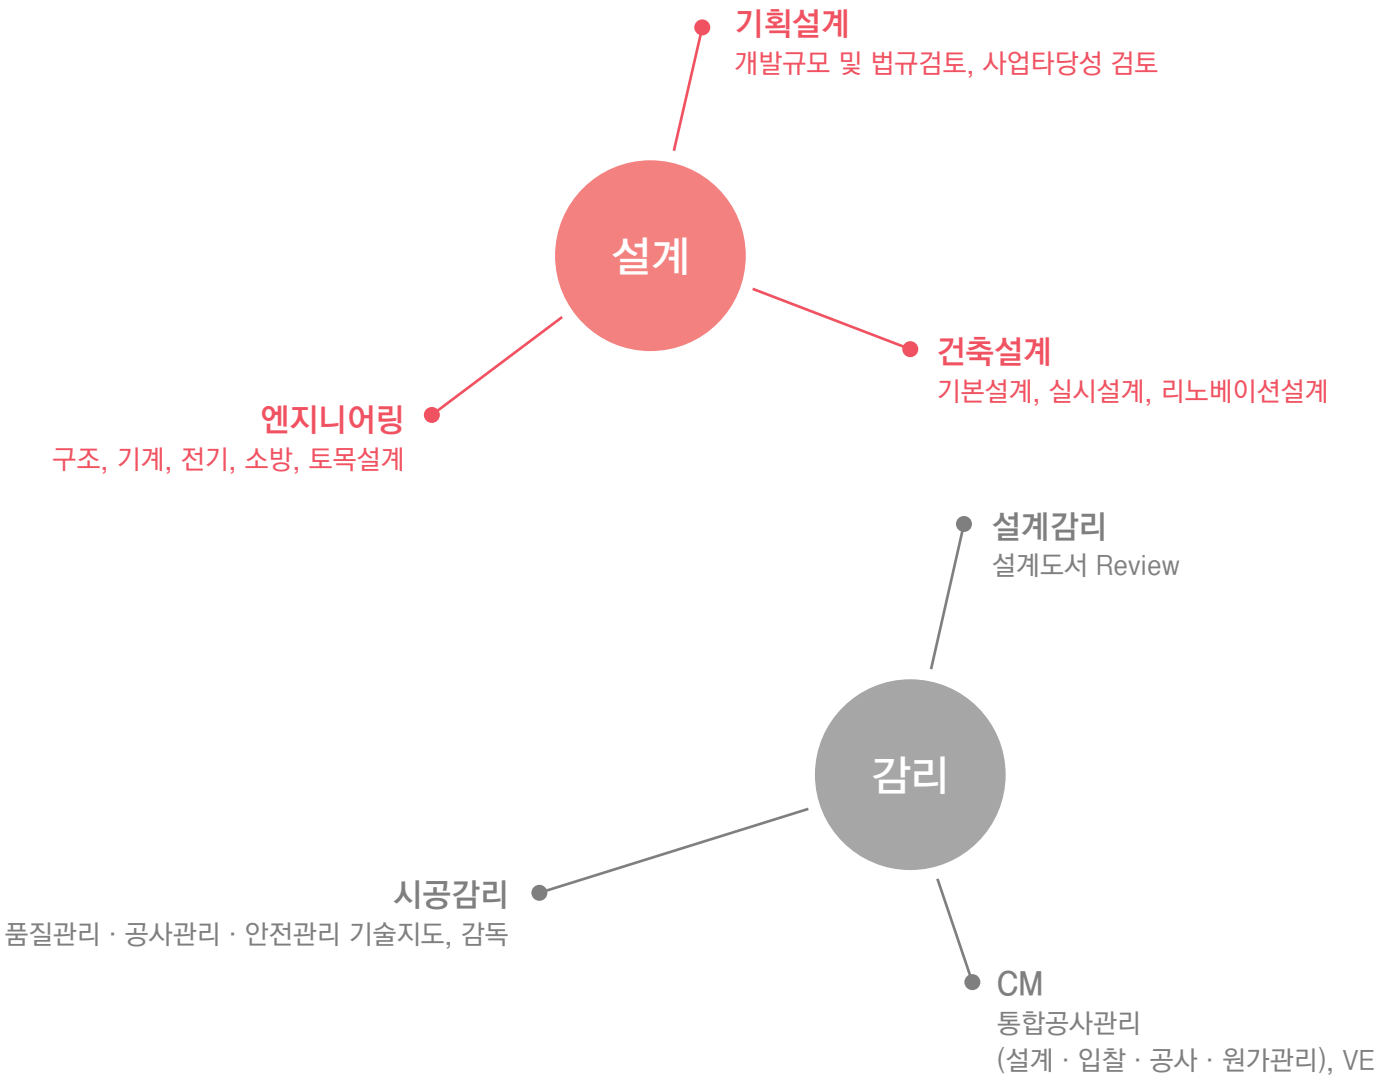 기획설계
개발규모 및 법규검토, 사업타당성 검토
설계
건축설계
기본설계, 실시설계, 리노베이션설계
엔지니어링
구조, 기계, 전기, 소방, 토목설계
설계감리
설계도서 Review
감리
시공감리
품질관리 · 공사관리 · 안전관리 기술지도, 감독
CM
통합공사관리
(설계 · 입찰 · 공사 · 원가관리), VE